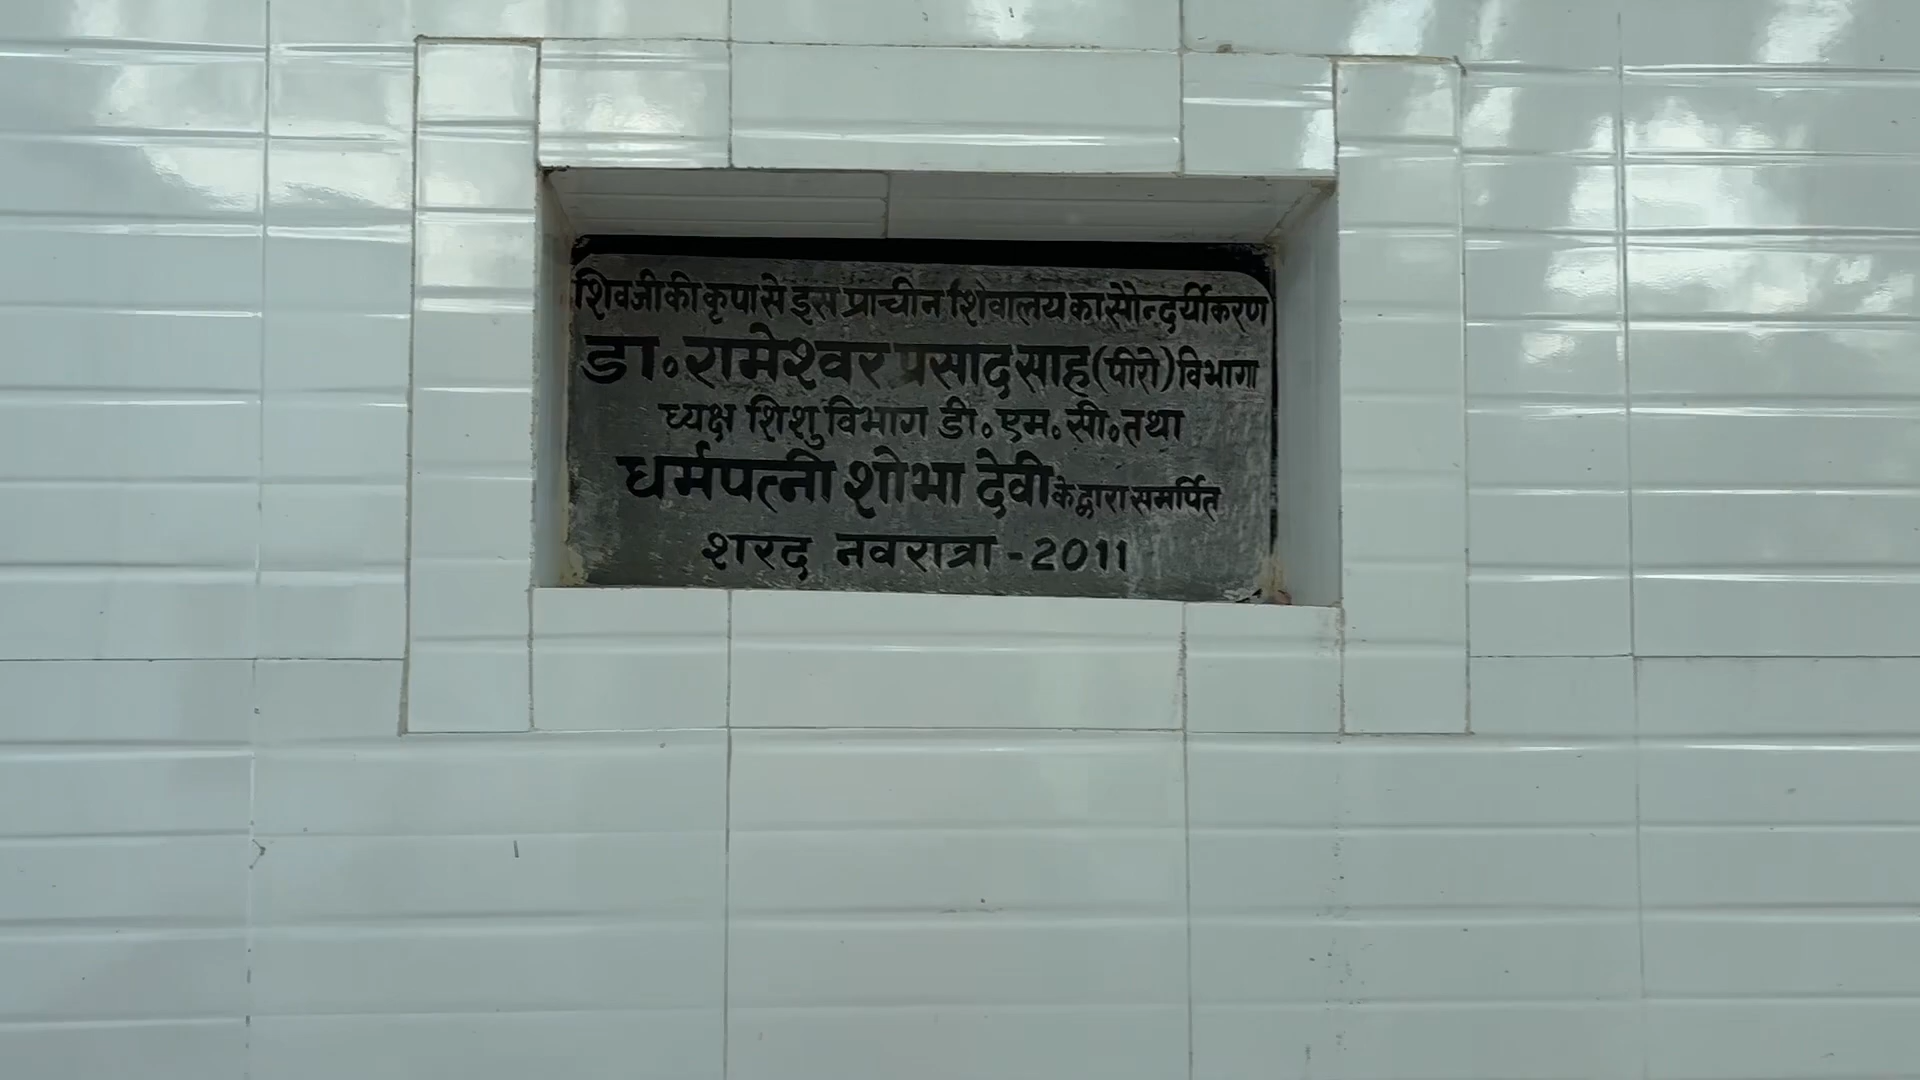 शिवजी की कृपा से इस प्राचीन शिवालय का सौन्दर्यीकरण
डा॰ रामेश्वर प्रसाद साह (पीरो) विभागा
ध्यक्ष शिशु विभाग डी॰ एम॰ सी॰ तथा
धर्मपत्नी शोभा देवी के द्वारा समर्पित
शरद नवरात्रा - 2011